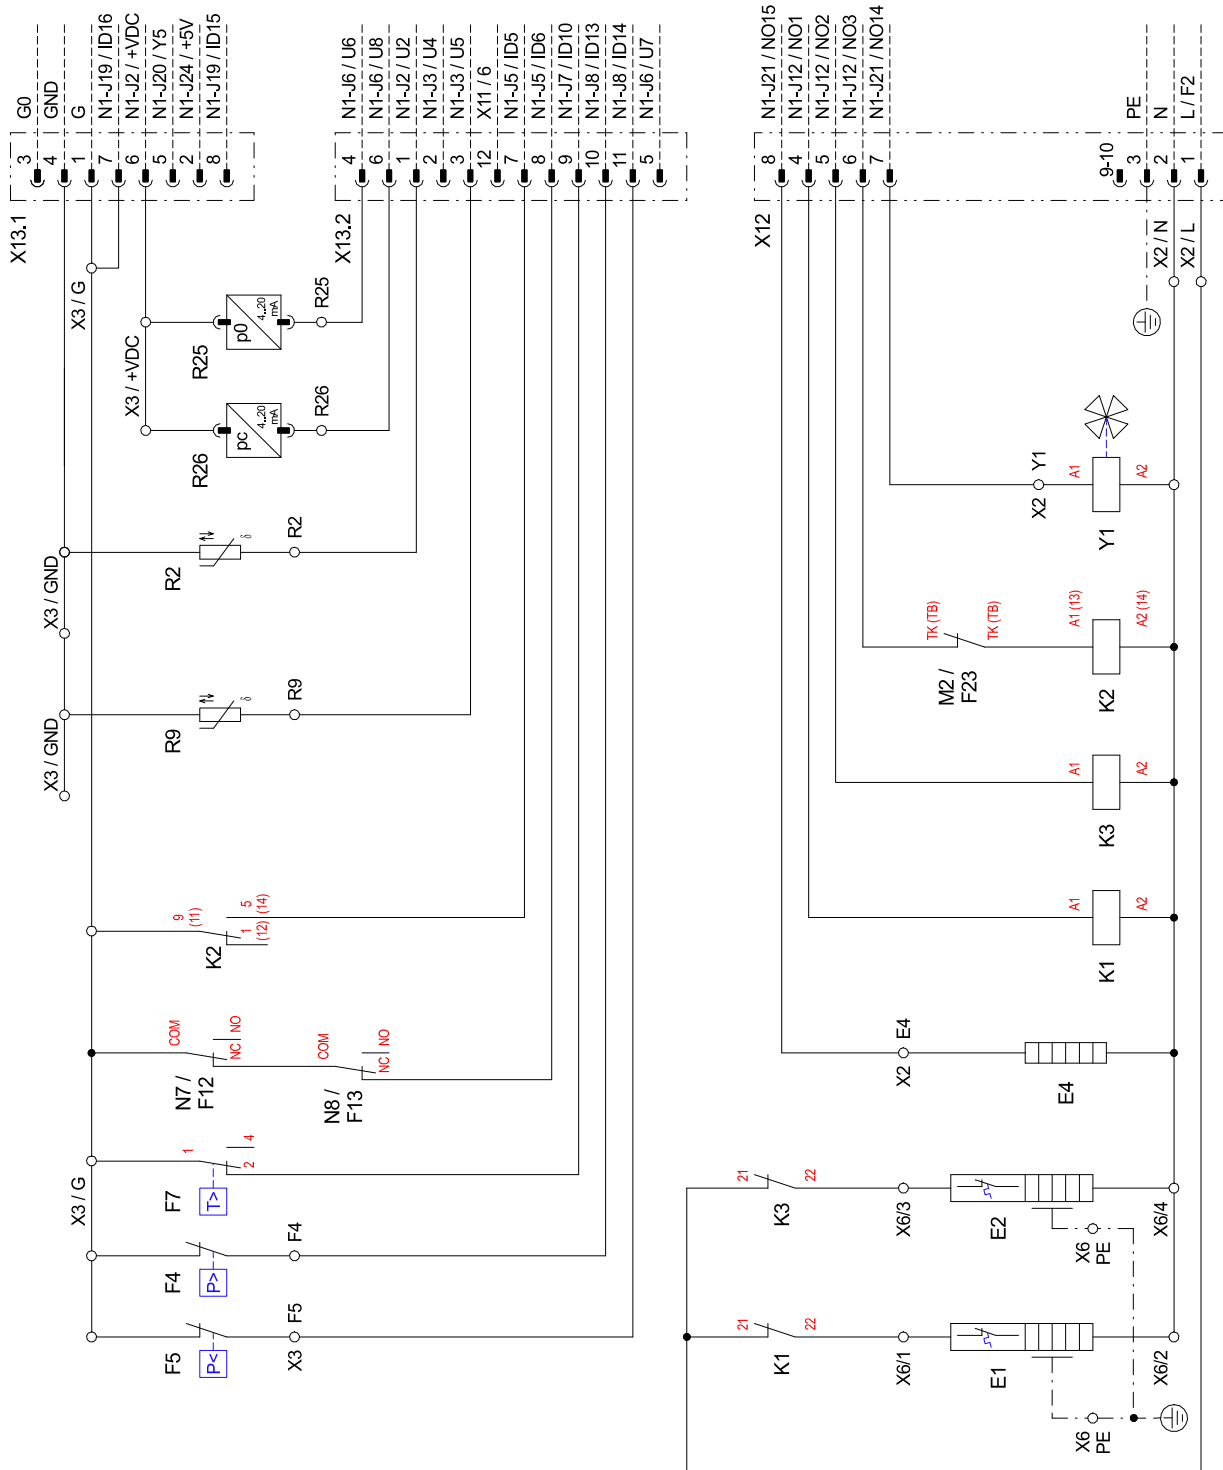 G0
GND
G
N1-J19 / ID16
N1-J2 / +VDC
N1-J20 / Y5
N1-J24 / +5V
N1-J19 / ID15
3
4
1
7
6
5
2
8
X13.1
X3 / G
X3 / +VDC
R25
p0
4..20
mA
R25
R26
pc
4..20
mA
R26
X3 / GND
R2
δ
R2
X3 / GND
R9
δ
R9
K2
9
(11)
1
(12)
5
(14)
N7 /
F12
COM
NC
NO
N8 /
F13
COM
NC
NO
X3 / G
F7
T>
1
2
4
F4
P>
F4
F5
P<
X3
F5
N1-J6 / U6
N1-J6 / U8
N1-J2 / U2
N1-J3 / U4
N1-J3 / U5
X11 / 6
N1-J5 / ID5
N1-J5 / ID6
N1-J7 / ID10
N1-J8 / ID13
N1-J8 / ID14
N1-J6 / U7
4
6
1
2
3
12
7
8
9
10
11
5
X13.2
N1-J21 / NO15
N1-J12 / NO1
N1-J12 / NO2
N1-J12 / NO3
N1-J21 / NO14
PE
N
L / F2
8
4
5
6
7
9-10
3
2
1
X12
X2 / N
X2 / L
X2
Y1
A1
A2
Y1
TK (TB)
TK (TB)
M2 /
F23
A1 (13)
A2 (14)
K2
A1
A2
K3
A1
A2
K1
X2
E4
E4
21
22
K3
X6/3
E2
X6
PE
X6/4
21
22
K1
X6/1
E1
X6
PE
X6/2